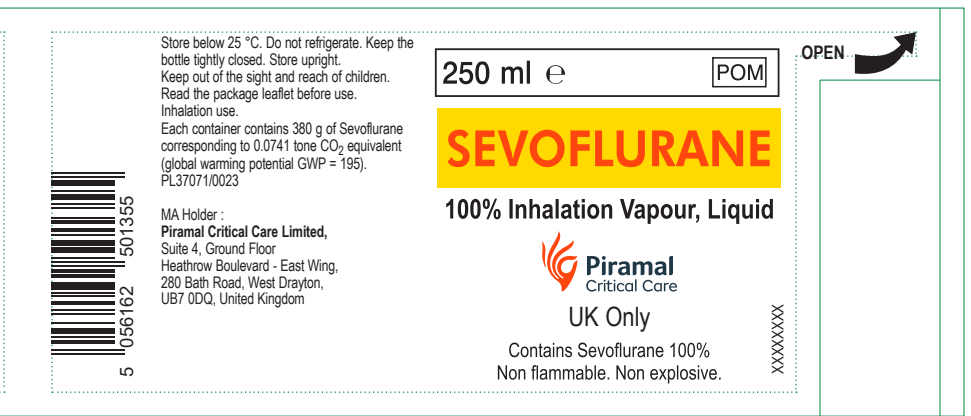 Store below 25 °C. Do not refrigerate. Keep the
bottle tightly closed. Store upright.
Keep out of the sight and reach of children.
Read the package leaflet before use.
Inhalation use.
Each container contains 380 g of Sevoflurane
corresponding to 0.0741 tone CO₂ equivalent
(global warming potential GWP = 195).
PL37071/0023
MA Holder :
Piramal Critical Care Limited,
Suite 4, Ground Floor
Heathrow Boulevard - East Wing,
280 Bath Road, West Drayton,
UB7 0DQ, United Kingdom
5 056162 501355
250 ml ℮
POM
SEVOFLURANE
100% Inhalation Vapour, Liquid
Piramal
Critical Care
UK Only
Contains Sevoflurane 100%
Non flammable. Non explosive.
XXXXXXXXX
OPEN